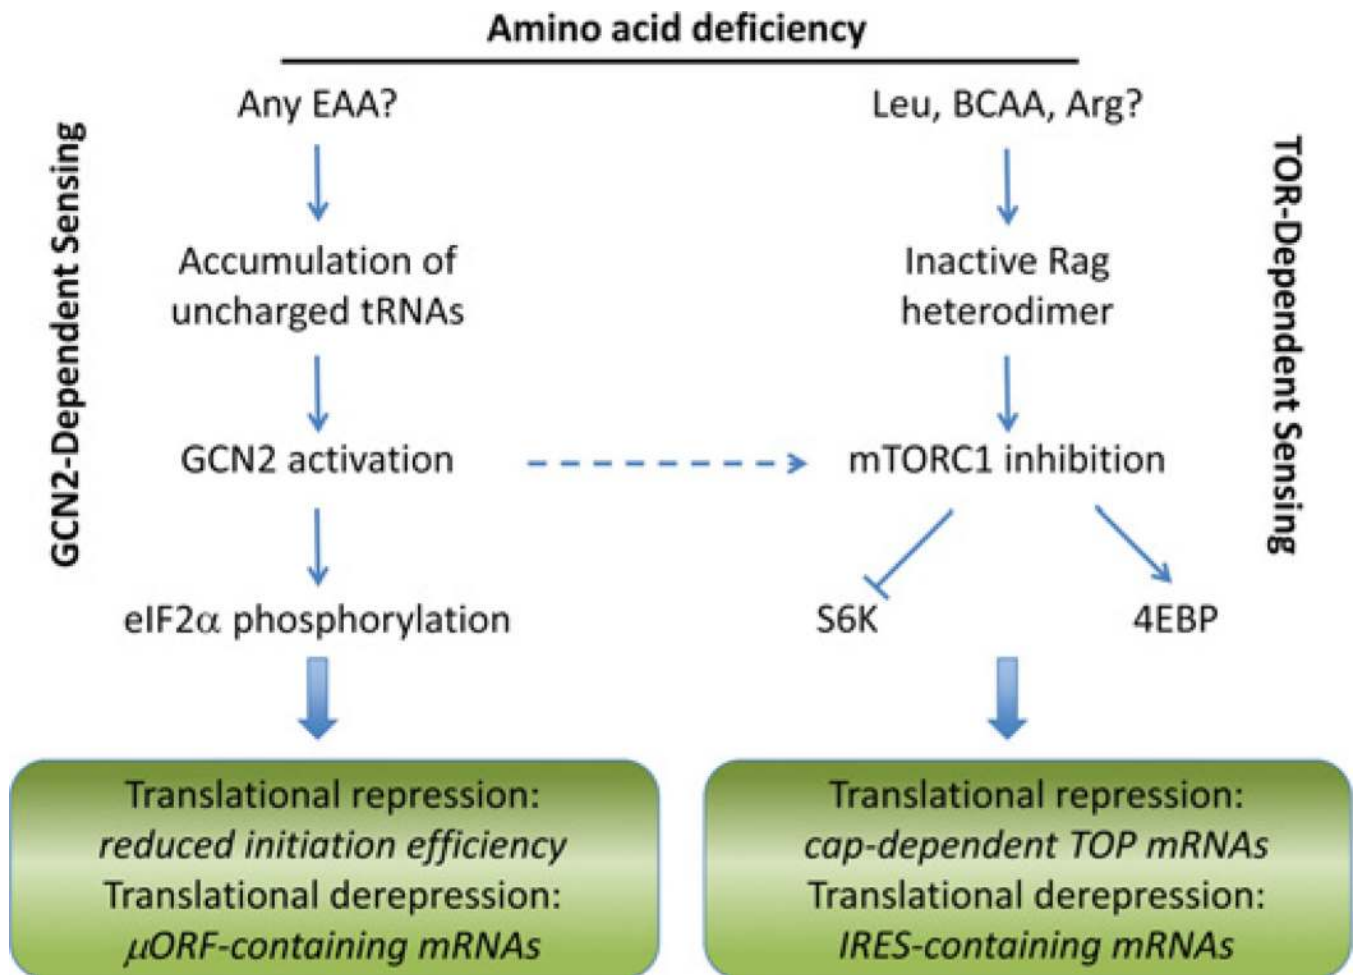 Amino acid deficiency
GCN2-Dependent Sensing
Any EAA?
Accumulation of
uncharged tRNAs
GCN2 activation
eIF2α phosphorylation
Translational repression:
reduced initiation efficiency
Translational derepression:
μORF-containing mRNAs
Leu, BCAA, Arg?
Inactive Rag
heterodimer
mTORC1 inhibition
S6K
4EBP
Translational repression:
cap-dependent TOP mRNAs
Translational derepression:
IRES-containing mRNAs
TOR-Dependent Sensing